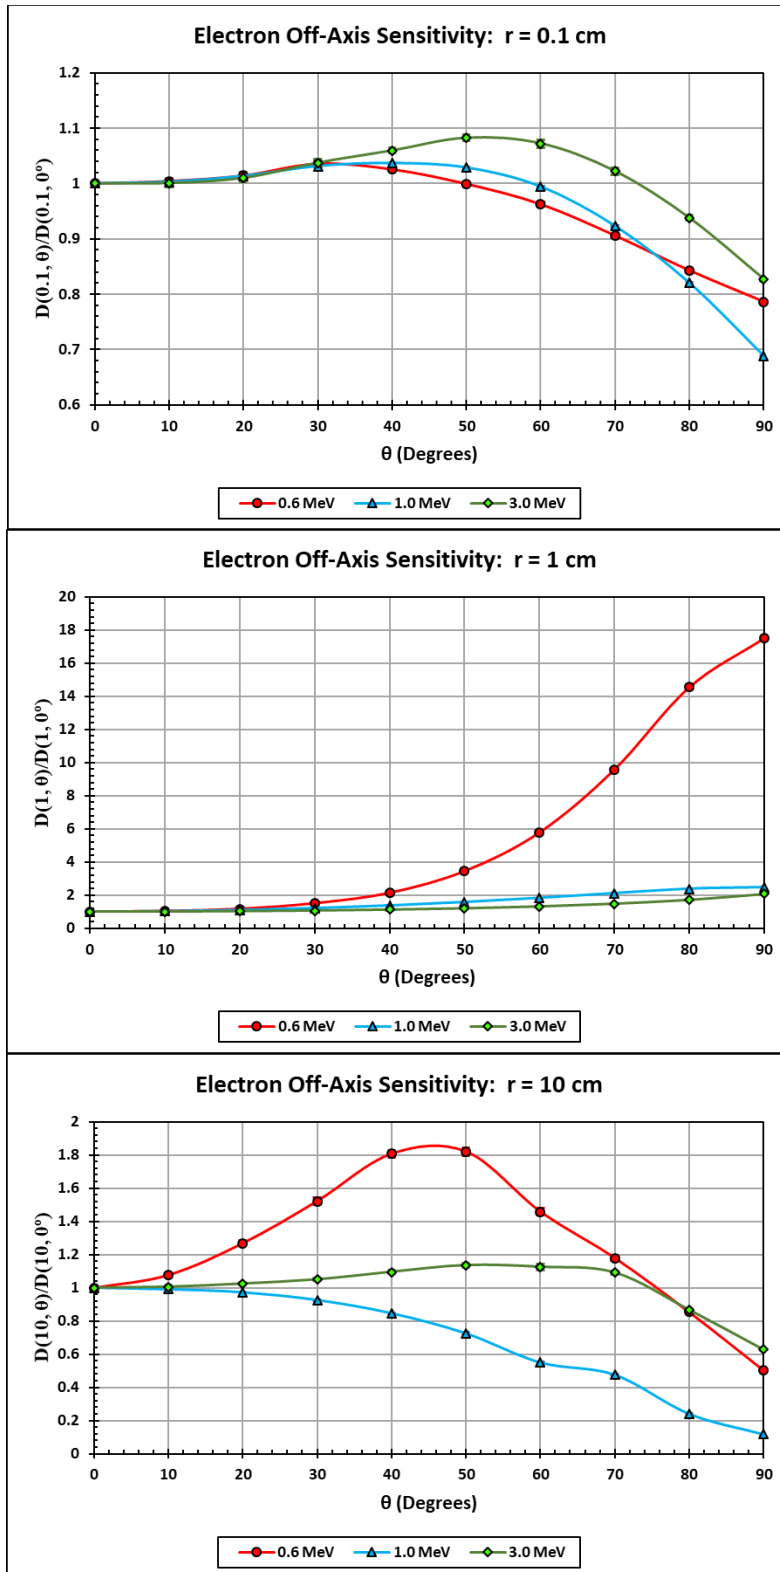 Electron Off-Axis Sensitivity: r = 0.1 cm
D(0.1, θ)/D(0.1, 0°)
1.2
1.1
1
0.9
0.8
0.7
0.6
0 10 20 30 40 50 60 70 80 90
θ (Degrees)
0.6 MeV 1.0 MeV 3.0 MeV
Electron Off-Axis Sensitivity: r = 1 cm
D(1, θ)/D(1, 0°)
20
18
16
14
12
10
8
6
4
2
0
0 10 20 30 40 50 60 70 80 90
θ (Degrees)
0.6 MeV 1.0 MeV 3.0 MeV
Electron Off-Axis Sensitivity: r = 10 cm
D(10, θ)/D(10, 0°)
2
1.8
1.6
1.4
1.2
1
0.8
0.6
0.4
0.2
0
0 10 20 30 40 50 60 70 80 90
θ (Degrees)
0.6 MeV 1.0 MeV 3.0 MeV